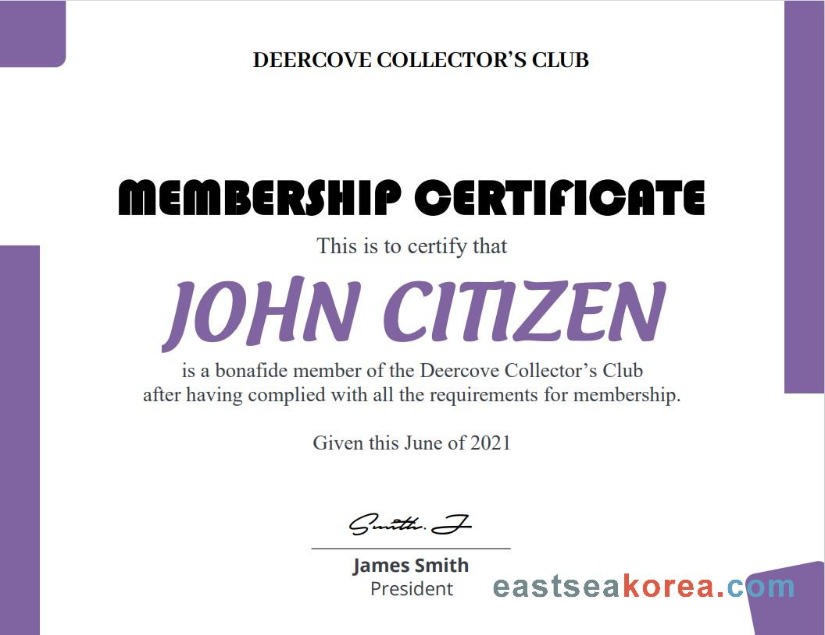 DEERCOVE COLLECTOR’S CLUB
MEMBERSHIP CERTIFICATE
This is to certify that
JOHN CITIZEN
is a bonafide member of the Deercove Collector’s Club
after having complied with all the requirements for membership.
Given this June of 2021
Smith. J
James Smith
President
eastseakorea.com